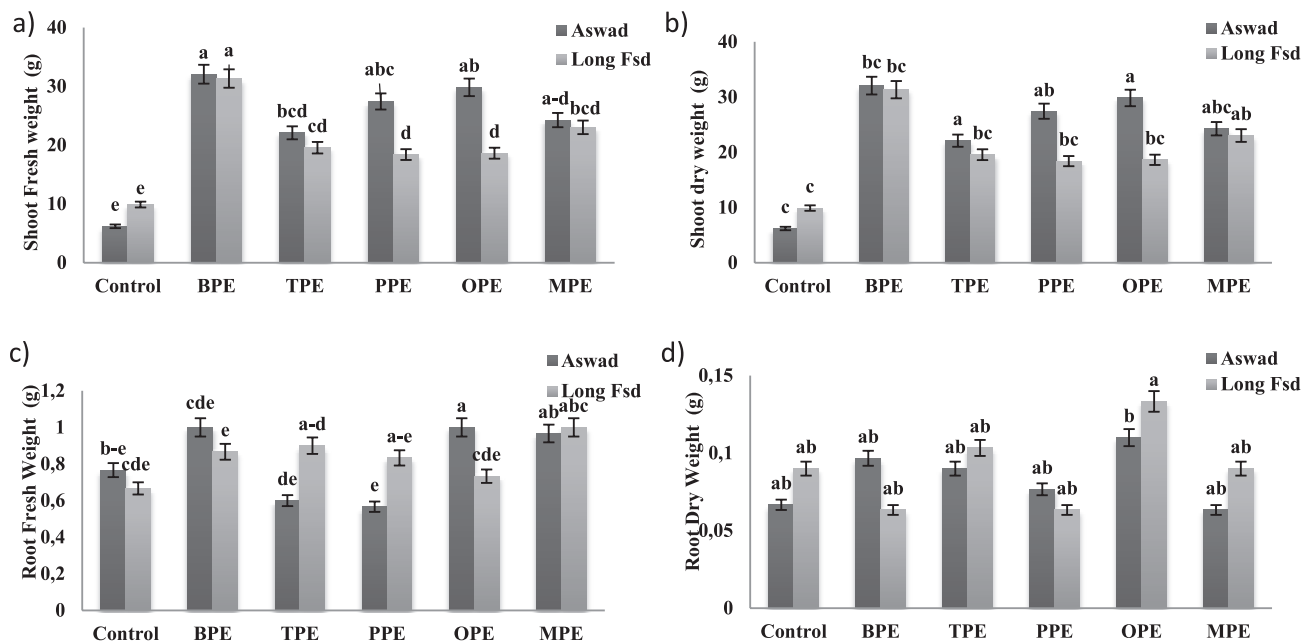 a)
Aswad
Long Fsd
Shoot Fresh weight (g)
40
30
20
10
0
a a abc ab
bcd cd d d a-d bcd
e e
Control BPE TPE PPE OPE MPE
b)
Aswad
Long Fsd
Shoot dry weight (g)
40
30
20
10
0
bc bc a bc ab bc a bc abc ab
c c
Control BPE TPE PPE OPE MPE
c)
Aswad
Long Fsd
Root Fresh Weight (g)
1,2
1
0,8
0,6
0,4
0,2
0
b-e cde cde e de a-d e a-e a cde ab abc
Control BPE TPE PPE OPE MPE
d)
Aswad
Long Fsd
Root Dry Weight (g)
0,15
0,1
0,05
0
ab ab ab ab ab ab ab ab b a ab ab
Control BPE TPE PPE OPE MPE